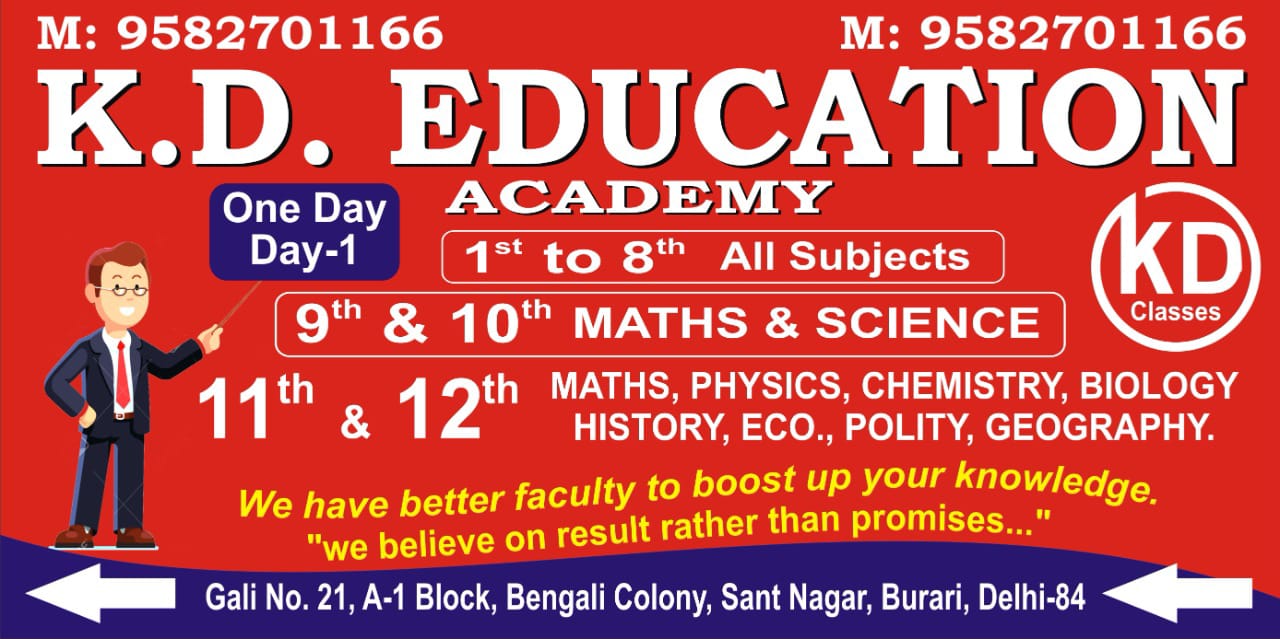 M: 9582701166 M: 9582701166
K.D. EDUCATION
ACADEMY
One Day
Day-1
1st to 8th All Subjects
9th & 10th MATHS & SCIENCE
KD
Classes
11th & 12th MATHS, PHYSICS, CHEMISTRY, BIOLOGY
HISTORY, ECO., POLITY, GEOGRAPHY.
We have better faculty to boost up your knowledge.
"we believe on result rather than promises..."
Gali No. 21, A-1 Block, Bengali Colony, Sant Nagar, Burari, Delhi-84